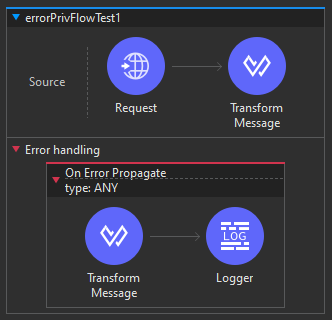 errorPrivFlowTest1
Source
Request
Transform
Message
Error handling
On Error Propagate
type: ANY
Transform
Message
LOG
Logger